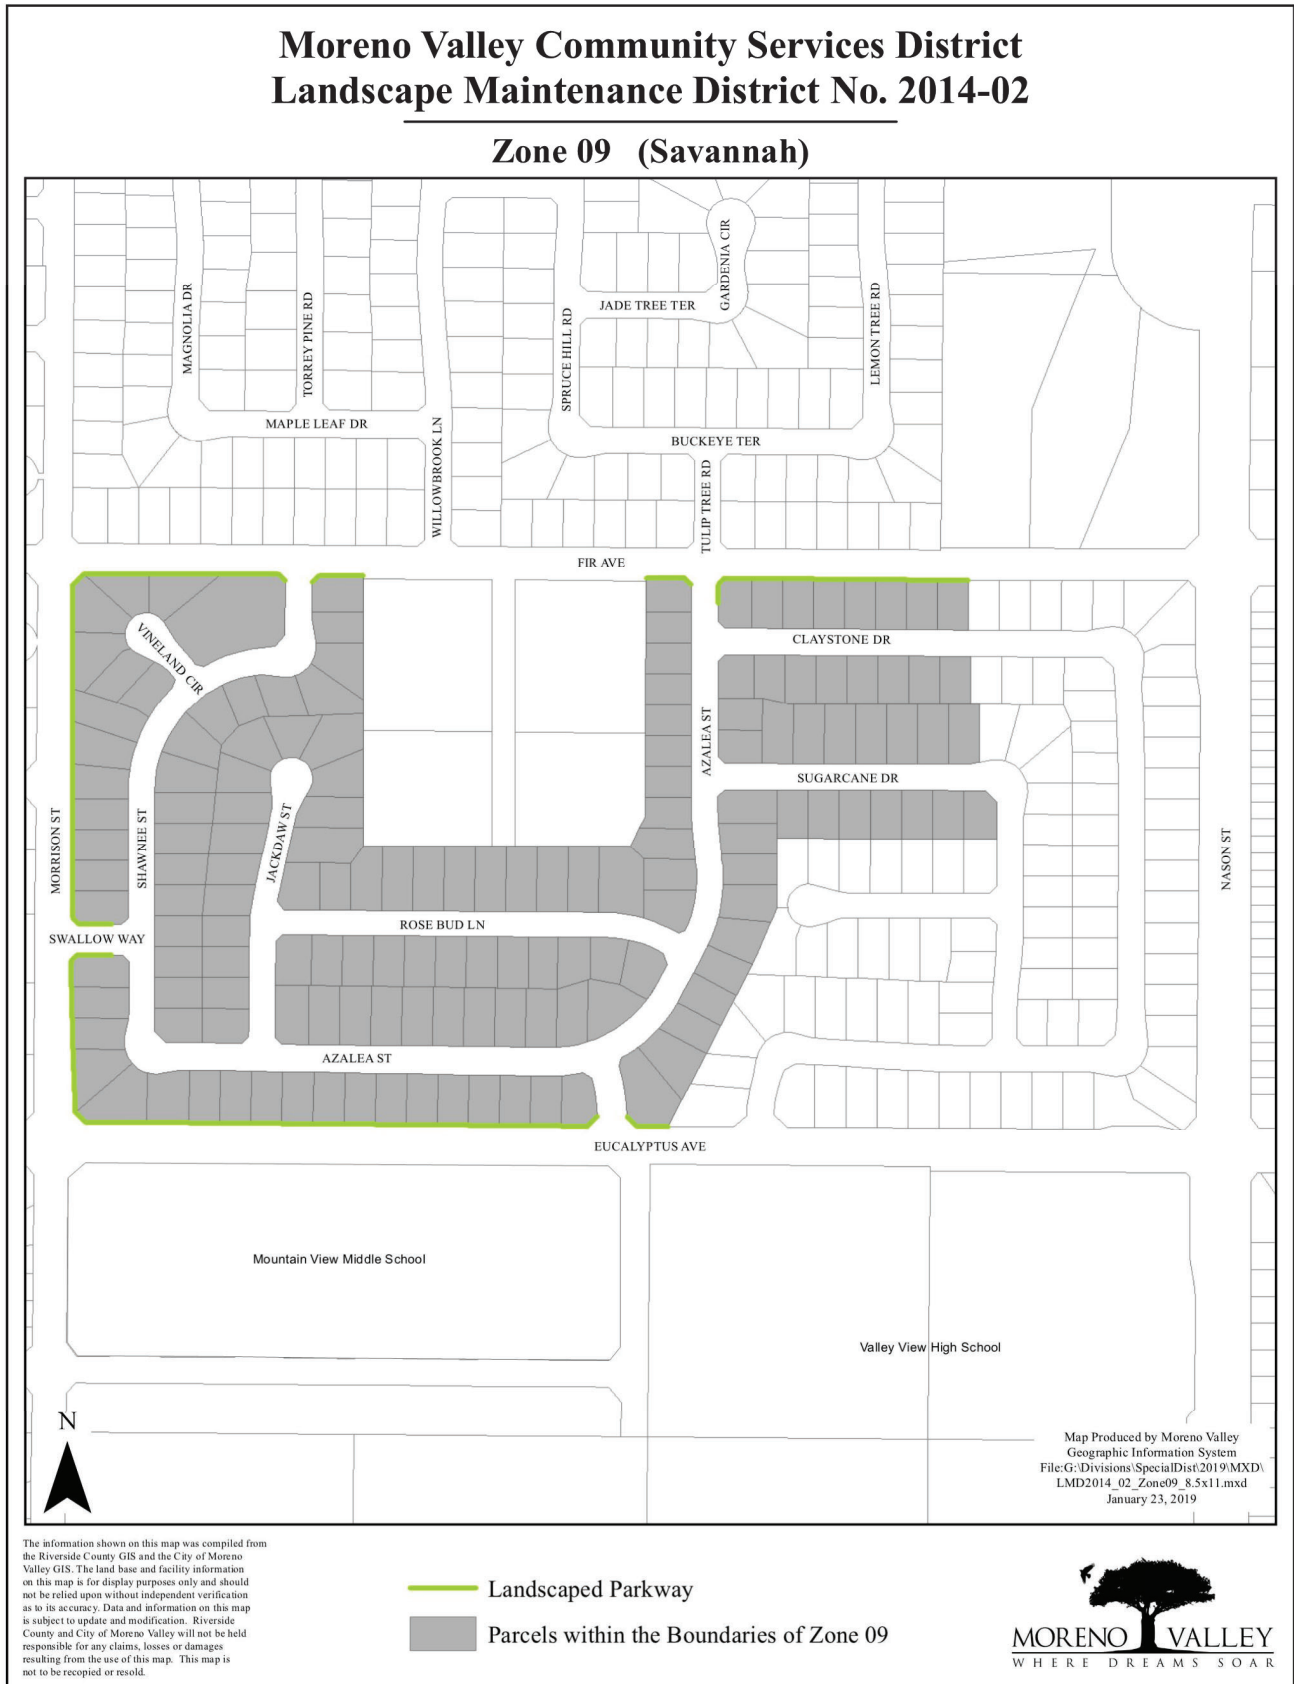 Moreno Valley Community Services District
Landscape Maintenance District No. 2014-02
Zone 09 (Savannah)
MAGNOLIA DR
TORREY PINE RD
MAPLE LEAF DR
WILLOWBROOK LN
SPRUCE HILL RD
JADE TREE TER
GARDENIA CIR
LEMON TREE RD
BUCKEYE TER
TULIP TREE RD
FIR AVE
VINELAND CIR
CLAYSTONE DR
AZALEA ST
SUGARCANE DR
MORRISON ST
SHAWNEE ST
JACKDAW ST
NASON ST
ROSE BUD LN
SWALLOW WAY
AZALEA ST
EUCALYPTUS AVE
Mountain View Middle School
Valley View High School
N
Map Produced by Moreno Valley
Geographic Information System
File:G:\Divisions\SpecialDist\2019\MXD\
LMD2014_02_Zone09_8.5x11.mxd
January 23, 2019
The information shown on this map was compiled from
the Riverside County GIS and the City of Moreno
Valley GIS. The land base and facility information
on this map is for display purposes only and should
not be relied upon without independent verification
as to its accuracy. Data and information on this map
is subject to update and modification. Riverside
County and City of Moreno Valley will not be held
responsible for any claims, losses or damages
resulting from the use of this map. This map is
not to be recopied or resold.
Landscaped Parkway
Parcels within the Boundaries of Zone 09
MORENO VALLEY
WHERE DREAMS SOAR